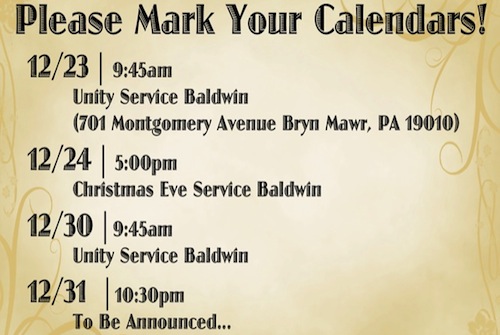 Please Mark Your Calendars!
12/23 | 9:45am
Unity Service Baldwin
(701 Montgomery Avenue Bryn Mawr, PA 19010)
12/24 | 5:00pm
Christmas Eve Service Baldwin
12/30 | 9:45am
Unity Service Baldwin
12/31 | 10:30pm
To Be Announced...